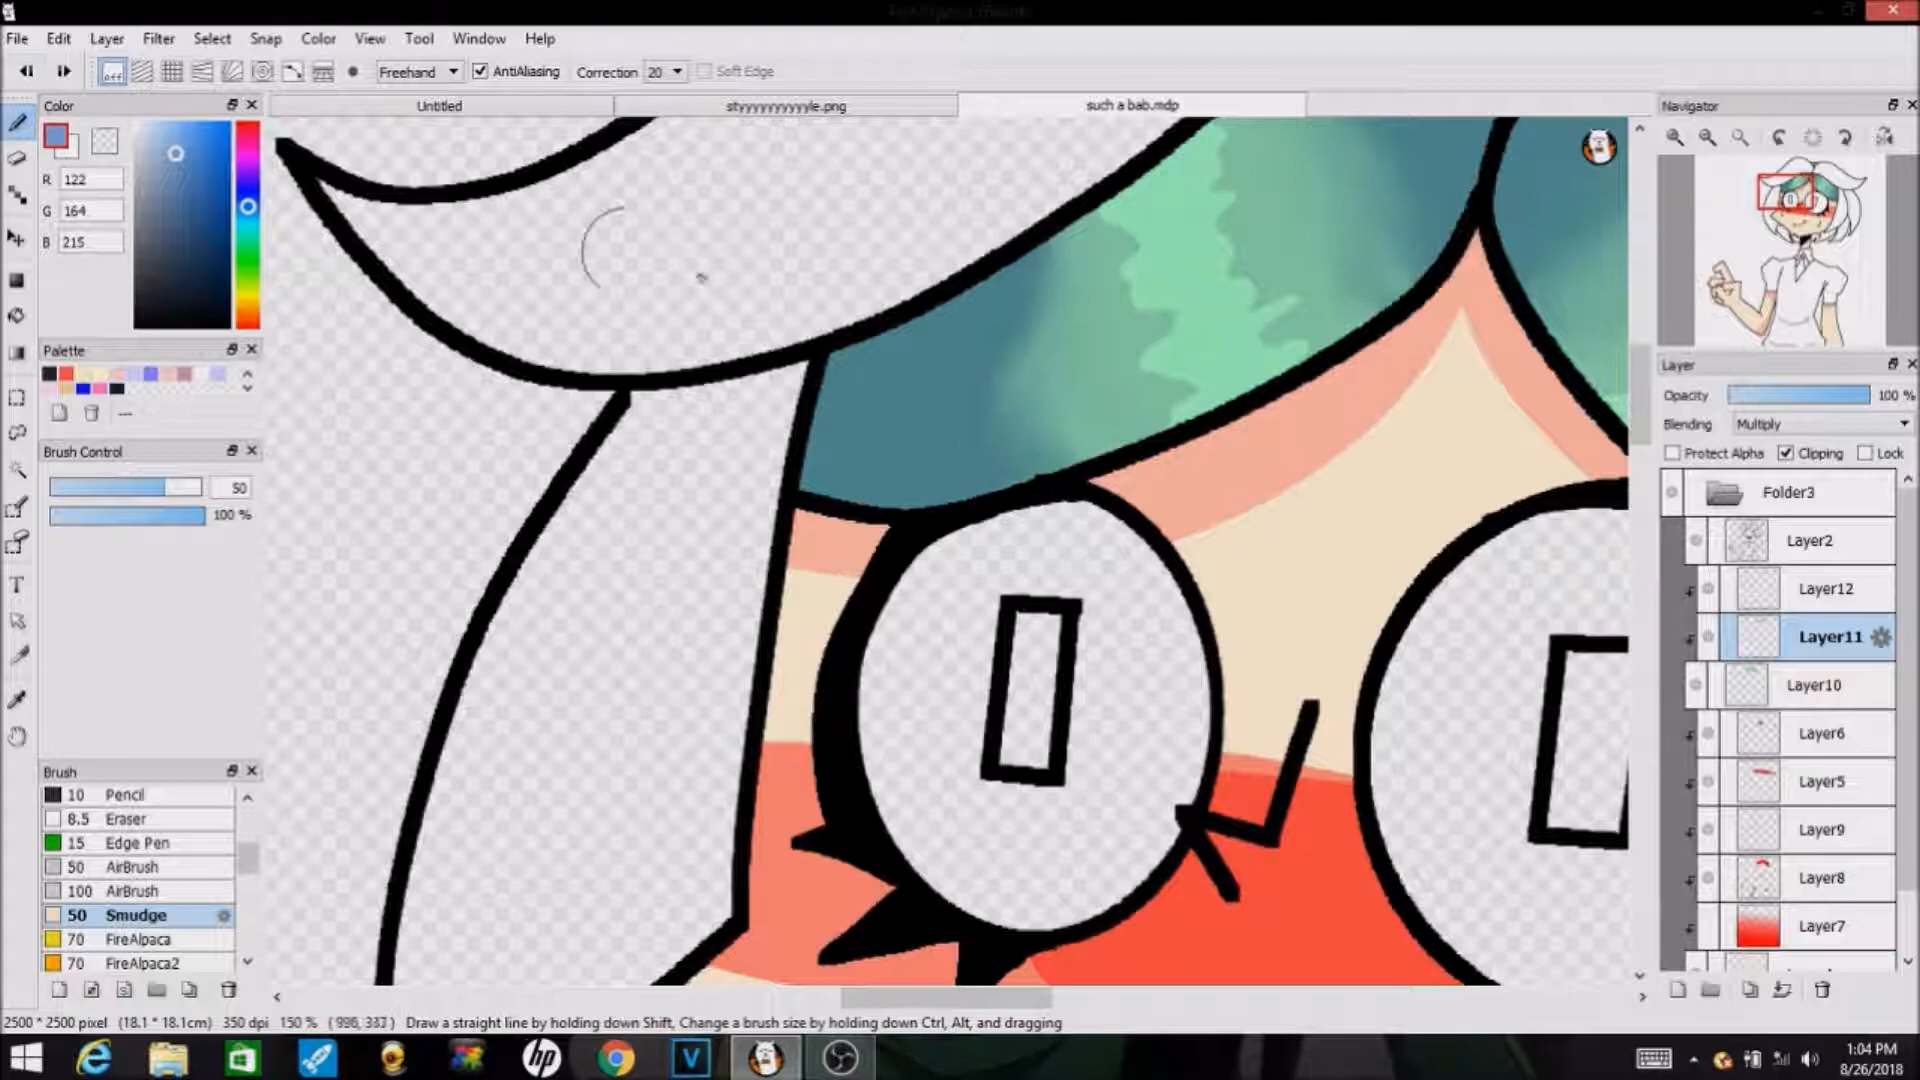 File Edit Layer Filter Select Snap Color View Tool Window Help
off Freehand AntiAliasing Correction 20 Soft Edge
Color
Untitled styyyyyyyyyyle.png such a bab.mdp
Navigator
R 122
G 164
B 215
Palette
---
Layer
Opacity 100 %
Blending Multiply
Protect Alpha Clipping Lock
Brush Control
50
100 %
Folder3
Layer2
Layer12
Layer11
Layer10
Layer6
Layer5
Layer9
Layer8
Layer7
Brush
10 Pencil
8.5 Eraser
15 Edge Pen
50 AirBrush
100 AirBrush
50 Smudge
70 FireAlpaca
70 FireAlpaca2
2500 * 2500 pixel (18.1 * 18.1cm) 350 dpi 150 % ( 996, 337 ) Draw a straight line by holding down Shift, Change a brush size by holding down Ctrl, Alt, and dragging
hp V
1:04 PM
8/26/2018